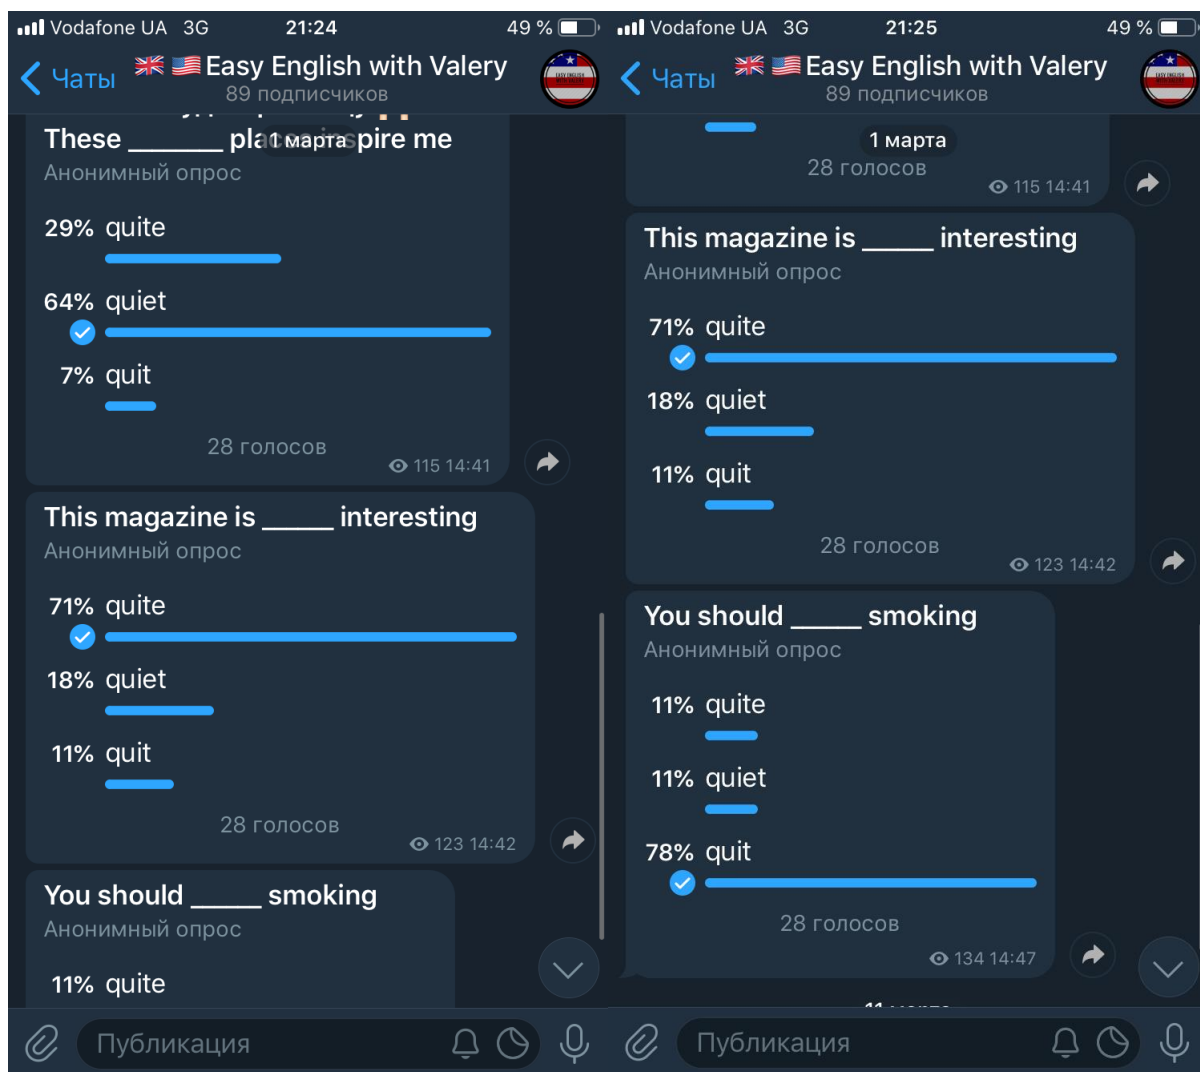 Vodafone UA 3G 21:24 49 %
Чаты Easy English with Valery
89 подписчиков
These ______ places inspire me
1 марта
Анонимный опрос
29% quite
64% quiet
7% quit
28 голосов
115 14:41
This magazine is _____ interesting
Анонимный опрос
71% quite
18% quiet
11% quit
28 голосов
123 14:42
You should _____ smoking
Анонимный опрос
11% quite
Публикация
Vodafone UA 3G 21:25 49 %
Чаты Easy English with Valery
89 подписчиков
1 марта
28 голосов
115 14:41
This magazine is _____ interesting
Анонимный опрос
71% quite
18% quiet
11% quit
28 голосов
123 14:42
You should _____ smoking
Анонимный опрос
11% quite
11% quiet
78% quit
28 голосов
134 14:47
Публикация